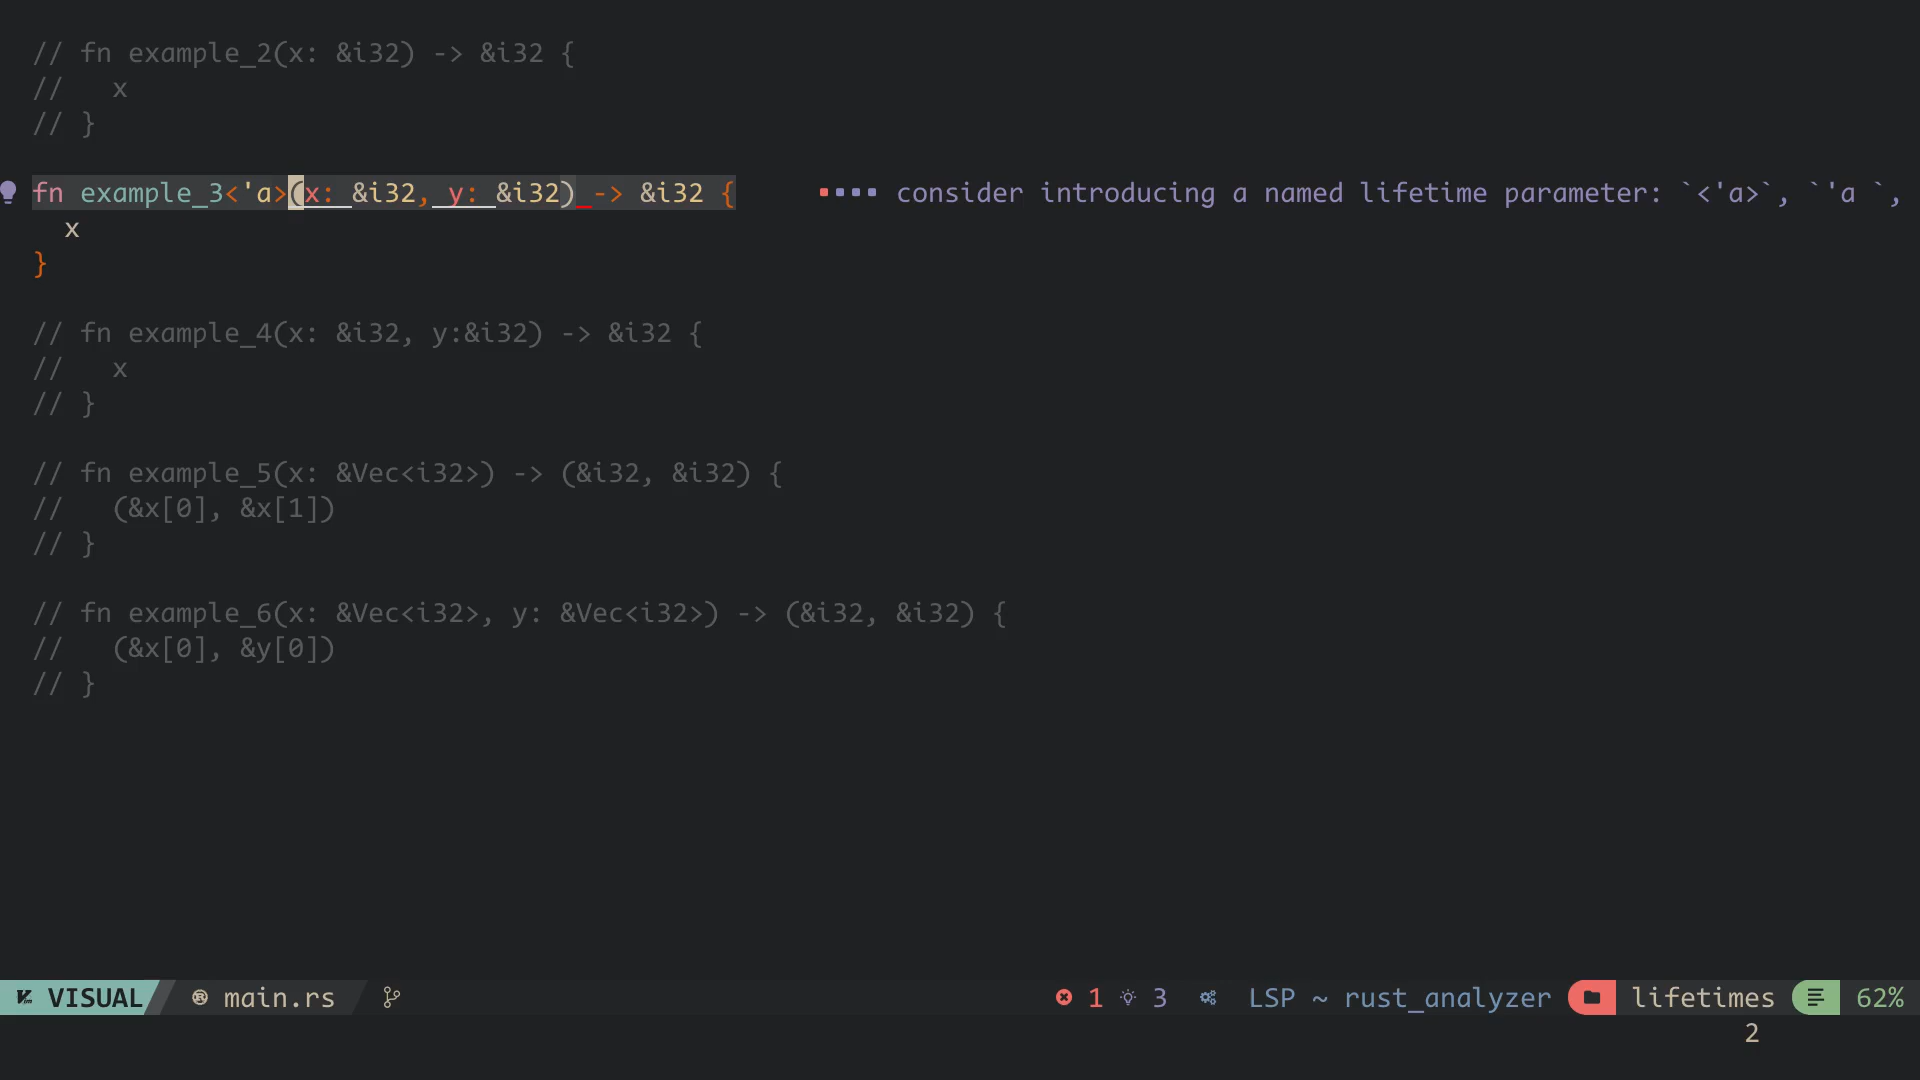 // fn example_2(x: &i32) -> &i32 {
//   x
// }
fn example_3<'a>(x: &i32, y: &i32) -> &i32 {     ▪▪▪▪ consider introducing a named lifetime parameter: `<'a>`, `'a `,
  x
}
// fn example_4(x: &i32, y:&i32) -> &i32 {
//   x
// }
// fn example_5(x: &Vec<i32>) -> (&i32, &i32) {
//   (&x[0], &x[1])
// }
// fn example_6(x: &Vec<i32>, y: &Vec<i32>) -> (&i32, &i32) {
//   (&x[0], &y[0])
// }
VISUAL main.rs 1 3 LSP ~ rust_analyzer lifetimes 62%
2